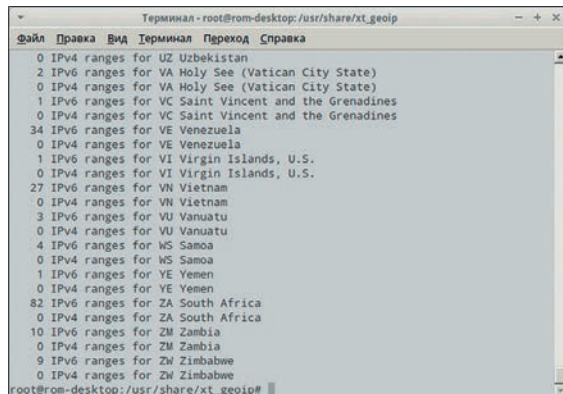 Терминал - root@rom-desktop: /usr/share/xt_geoip
Файл Правка Вид Терминал Переход Справка
0 IPv4 ranges for UZ Uzbekistan
2 IPv6 ranges for VA Holy See (Vatican City State)
0 IPv4 ranges for VA Holy See (Vatican City State)
1 IPv6 ranges for VC Saint Vincent and the Grenadines
0 IPv4 ranges for VC Saint Vincent and the Grenadines
34 IPv6 ranges for VE Venezuela
0 IPv4 ranges for VE Venezuela
1 IPv6 ranges for VI Virgin Islands, U.S.
0 IPv4 ranges for VI Virgin Islands, U.S.
27 IPv6 ranges for VN Vietnam
0 IPv4 ranges for VN Vietnam
3 IPv6 ranges for VU Vanuatu
0 IPv4 ranges for VU Vanuatu
4 IPv6 ranges for WS Samoa
0 IPv4 ranges for WS Samoa
1 IPv6 ranges for YE Yemen
0 IPv4 ranges for YE Yemen
82 IPv6 ranges for ZA South Africa
0 IPv4 ranges for ZA South Africa
10 IPv6 ranges for ZM Zambia
0 IPv4 ranges for ZM Zambia
9 IPv6 ranges for ZW Zimbabwe
0 IPv4 ranges for ZW Zimbabwe
root@rom-desktop:/usr/share/xt_geoip#